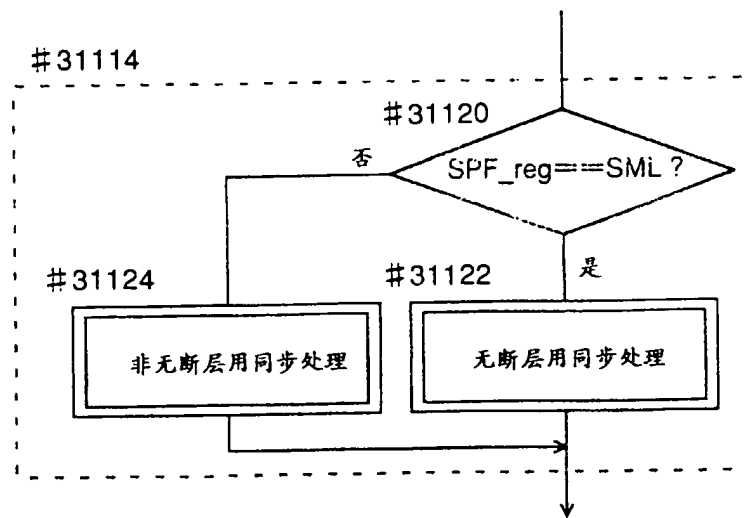 #31114
#31120
否
SPF_reg==SML ?
#31124
#31122
是
非无断层用同步处理
无断层用同步处理